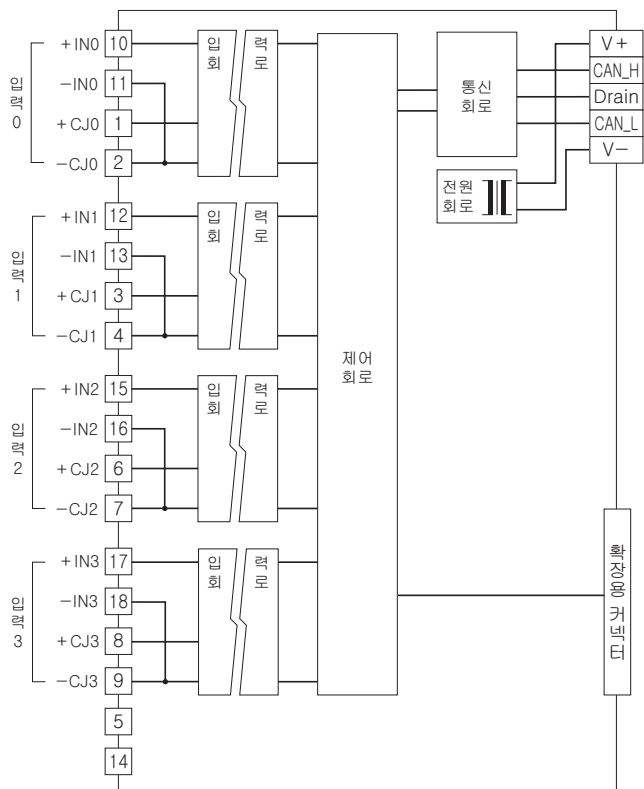 입력 0
+IN0 10
−IN0 11
+CJ0 1
−CJ0 2
입력
회로
입력 1
+IN1 12
−IN1 13
+CJ1 3
−CJ1 4
입력
회로
입력 2
+IN2 15
−IN2 16
+CJ2 6
−CJ2 7
입력
회로
입력 3
+IN3 17
−IN3 18
+CJ3 8
−CJ3 9
입력
회로
5
14
제어
회로
통신
회로
전원
회로
V+
CAN_H
Drain
CAN_L
V−
확장용 커넥터